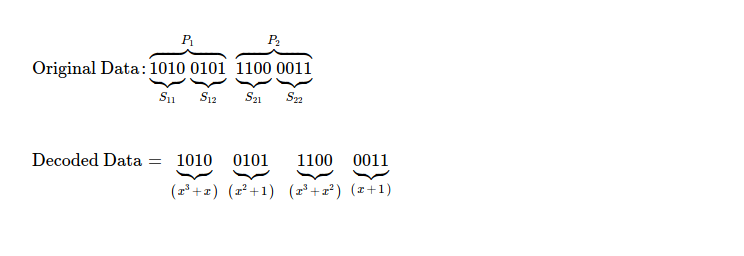 P₁ P₂
Original Data: 1010 0101 1100 0011
S₁₁ S₁₂ S₂₁ S₂₂
Decoded Data = 1010 0101 1100 0011
(x³+x) (x²+1) (x³+x²) (x+1)